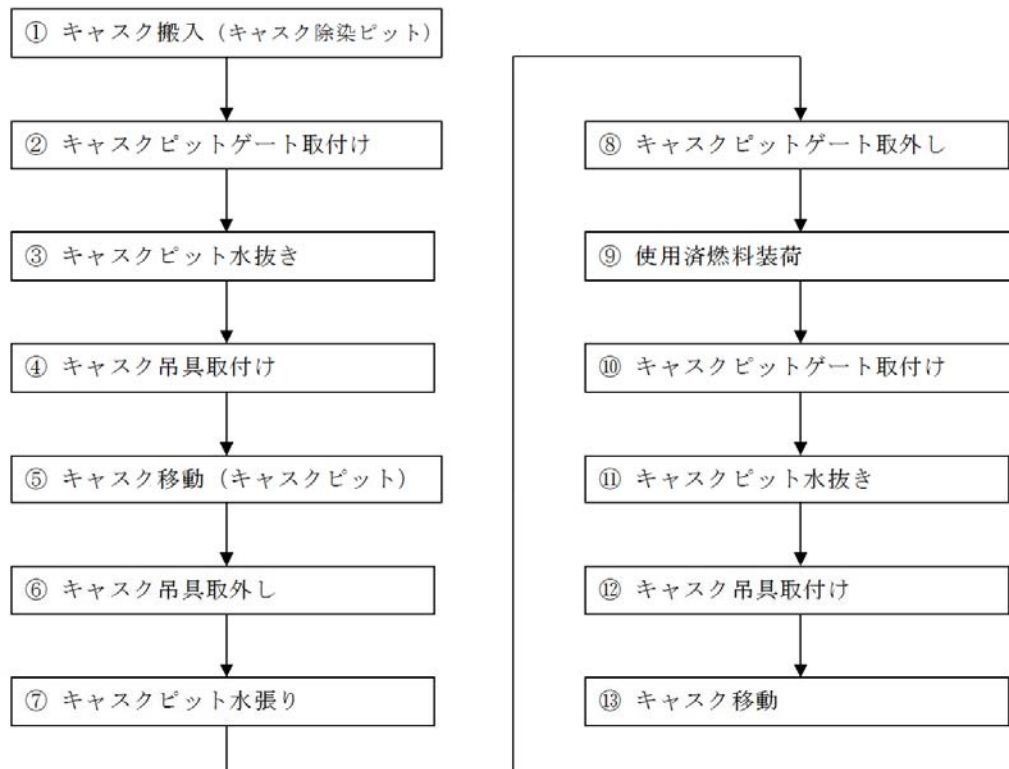 ① キャスク搬入（キャスク除染ピット）
② キャスクピットゲート取付け
③ キャスクピット水抜き
④ キャスク吊具取付け
⑤ キャスク移動（キャスクピット）
⑥ キャスク吊具取外し
⑦ キャスクピット水張り
⑧ キャスクピットゲート取外し
⑨ 使用済燃料装荷
⑩ キャスクピットゲート取付け
⑪ キャスクピット水抜き
⑫ キャスク吊具取付け
⑬ キャスク移動